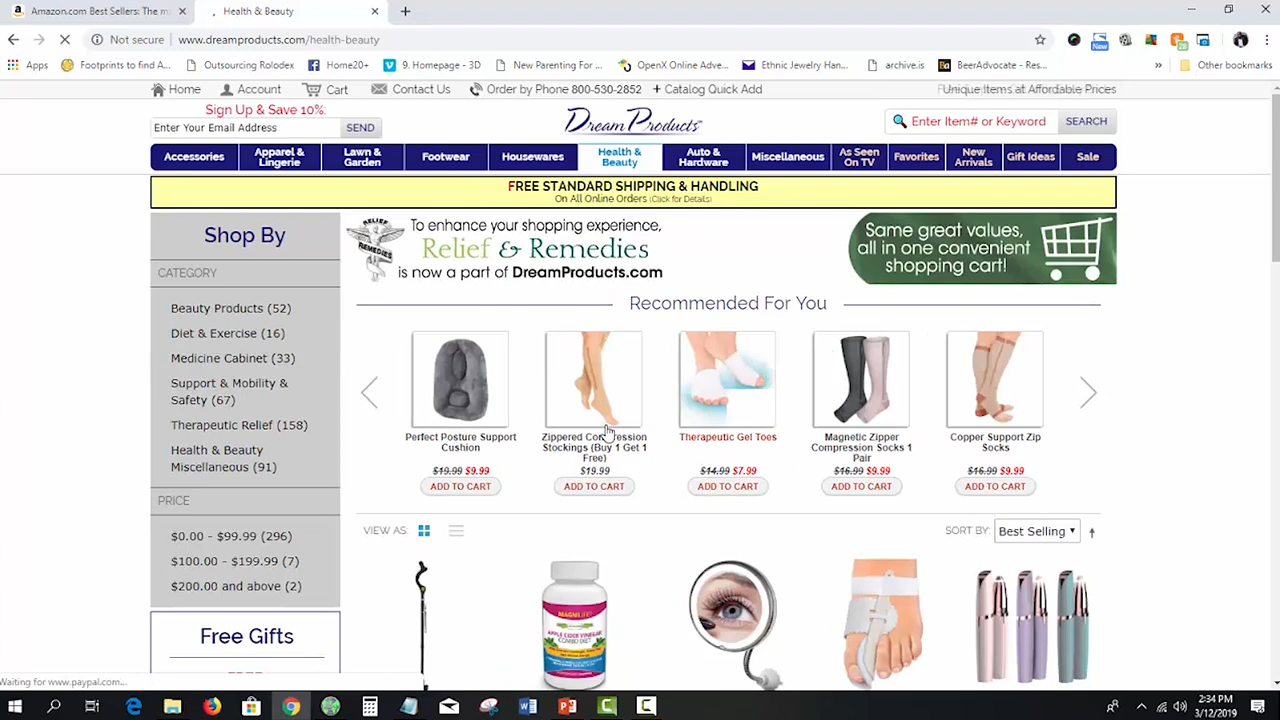 Amazon.com Best Sellers: The m
Health & Beauty
Not secure
www.dreamproducts.com/health-beauty
New
28
Apps
Footprints to find A...
Outsourcing Rolodex
Home20+
9. Homepage - 3D
New Parenting For ...
OpenX Online Adve...
Ethnic Jewelry Han...
archive.is
BeerAdvocate - Res...
Other bookmarks
Home
Account
Cart
Contact Us
Order by Phone 800-530-2852
+ Catalog Quick Add
Unique Items at Affordable Prices
Sign Up & Save 10%:
Enter Your Email Address
SEND
Dream Products
Enter Item# or Keyword
SEARCH
Accessories
Apparel &
Lingerie
Lawn &
Garden
Footwear
Housewares
Health &
Beauty
Auto &
Hardware
Miscellaneous
As Seen
On TV
Favorites
New
Arrivals
Gift Ideas
Sale
FREE STANDARD SHIPPING & HANDLING
On All Online Orders (Click for Details)
Shop By
CATEGORY
Beauty Products (52)
Diet & Exercise (16)
Medicine Cabinet (33)
Support & Mobility &
Safety (67)
Therapeutic Relief (158)
Health & Beauty
Miscellaneous (91)
PRICE
$0.00 - $99.99 (296)
$100.00 - $199.99 (7)
$200.00 and above (2)
Free Gifts
RELIEF
REMEDIES
To enhance your shopping experience,
Relief & Remedies
is now a part of DreamProducts.com
Same great values,
all in one convenient
shopping cart!
Recommended For You
Perfect Posture Support
Cushion
$19.99 $9.99
ADD TO CART
Zippered Compression
Stockings (Buy 1 Get 1
Free)
$19.99
ADD TO CART
Therapeutic Gel Toes
$14.99 $7.99
ADD TO CART
Magnetic Zipper
Compression Socks 1
Pair
$16.99 $9.99
ADD TO CART
Copper Support Zip
Socks
$16.99 $9.99
ADD TO CART
VIEW AS:
SORT BY:
Best Selling
APPLE CIDER VINEGAR
COMBO DIET
Waiting for www.paypal.com...
2:34 PM
3/12/2019